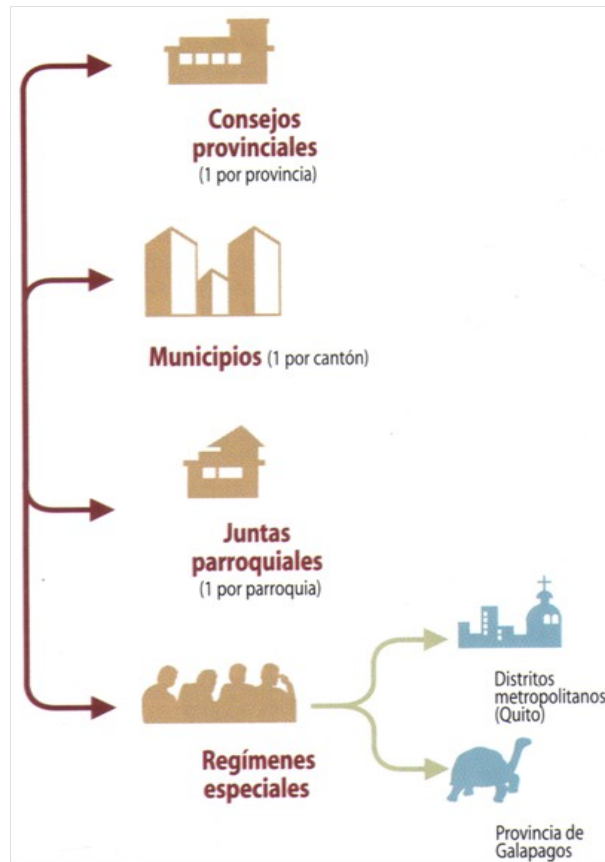 Consejos
provinciales
(1 por provincia)
Municipios (1 por cantón)
Juntas
parroquiales
(1 por parroquia)
Regímenes
especiales
Distritos
metropolitanos
(Quito)
Provincia de
Galapagos